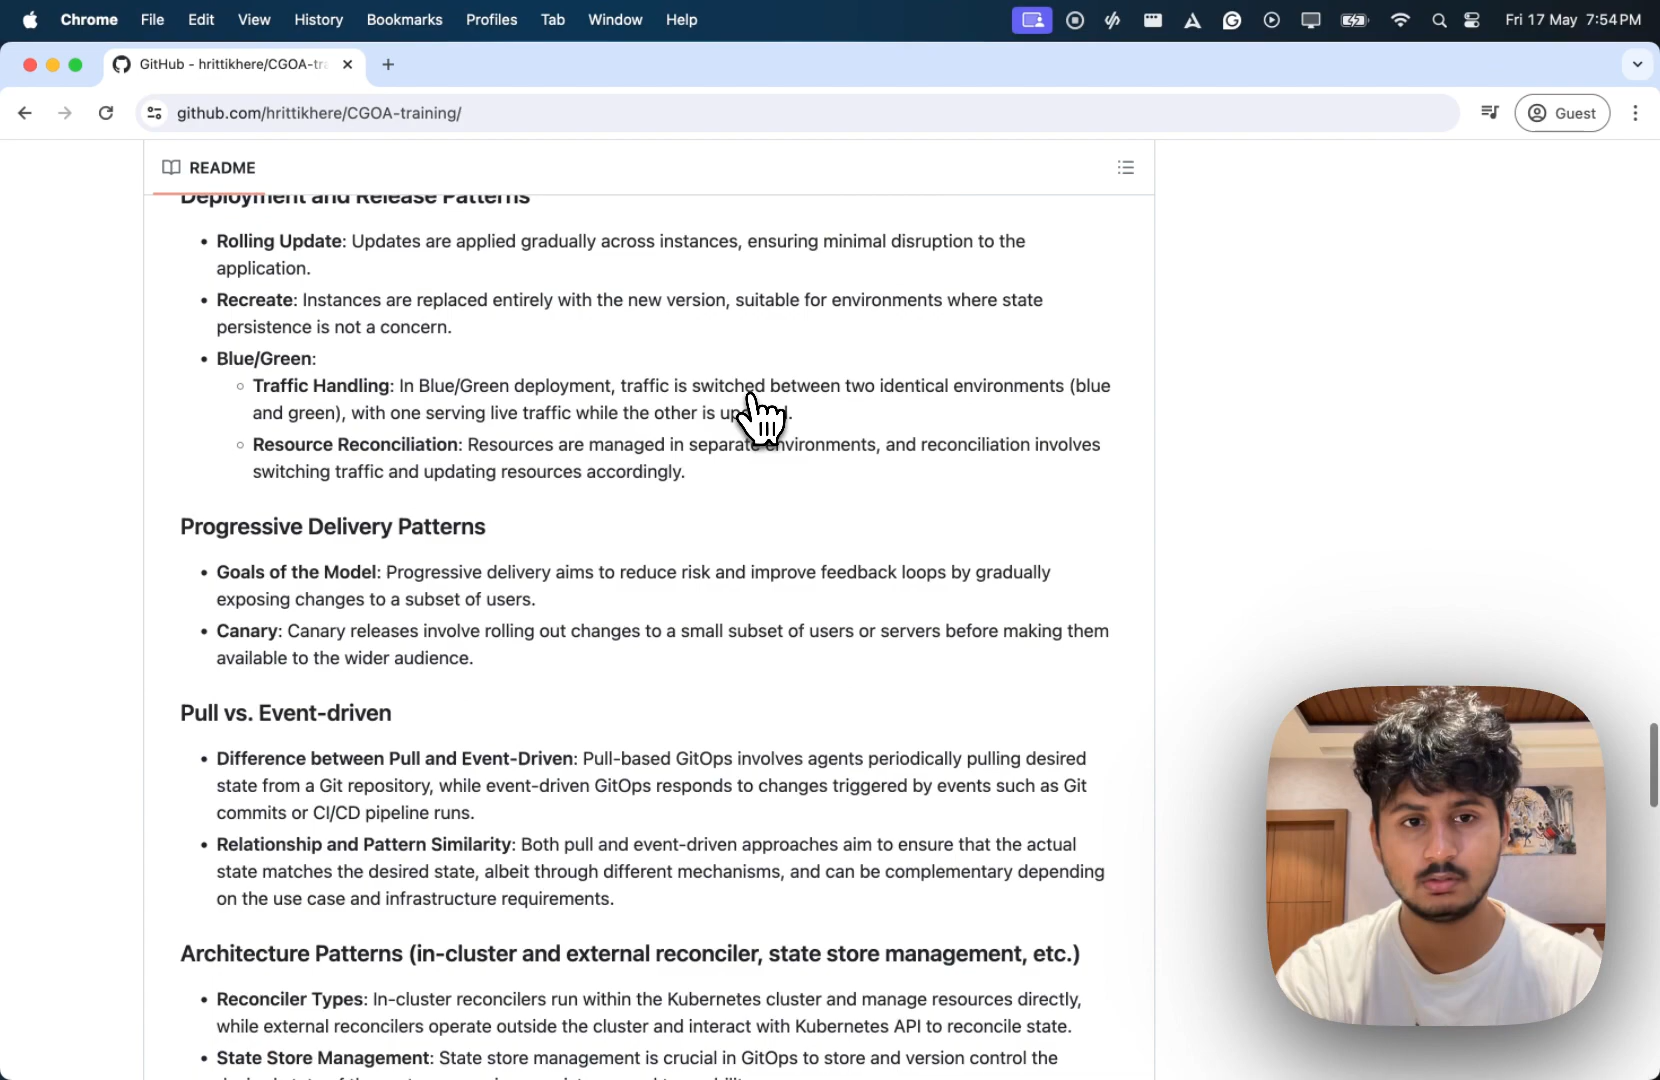 Chrome File Edit View History Bookmarks Profiles Tab Window Help Fri 17 May 7:54 PM
GitHub - hrittikhere/CGOA-tr
github.com/hrittikhere/CGOA-training/ Guest
README
Deployment and Release Patterns
• Rolling Update: Updates are applied gradually across instances, ensuring minimal disruption to the
application.
• Recreate: Instances are replaced entirely with the new version, suitable for environments where state
persistence is not a concern.
• Blue/Green:
◦ Traffic Handling: In Blue/Green deployment, traffic is switched between two identical environments (blue
and green), with one serving live traffic while the other is
◦ Resource Reconciliation: Resources are managed in separate environments, and reconciliation involves
switching traffic and updating resources accordingly.
Progressive Delivery Patterns
• Goals of the Model: Progressive delivery aims to reduce risk and improve feedback loops by gradually
exposing changes to a subset of users.
• Canary: Canary releases involve rolling out changes to a small subset of users or servers before making them
available to the wider audience.
Pull vs. Event-driven
• Difference between Pull and Event-Driven: Pull-based GitOps involves agents periodically pulling desired
state from a Git repository, while event-driven GitOps responds to changes triggered by events such as Git
commits or CI/CD pipeline runs.
• Relationship and Pattern Similarity: Both pull and event-driven approaches aim to ensure that the actual
state matches the desired state, albeit through different mechanisms, and can be complementary depending
on the use case and infrastructure requirements.
Architecture Patterns (in-cluster and external reconciler, state store management, etc.)
• Reconciler Types: In-cluster reconcilers run within the Kubernetes cluster and manage resources directly,
while external reconcilers operate outside the cluster and interact with Kubernetes API to reconcile state.
• State Store Management: State store management is crucial in GitOps to store and version control the